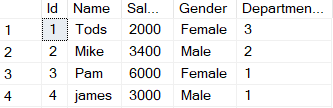 Id Name Sal... Gender Departmen...
1 1 Tods 2000 Female 3
2 2 Mike 3400 Male 2
3 3 Pam 6000 Female 1
4 4 james 3000 Male 1